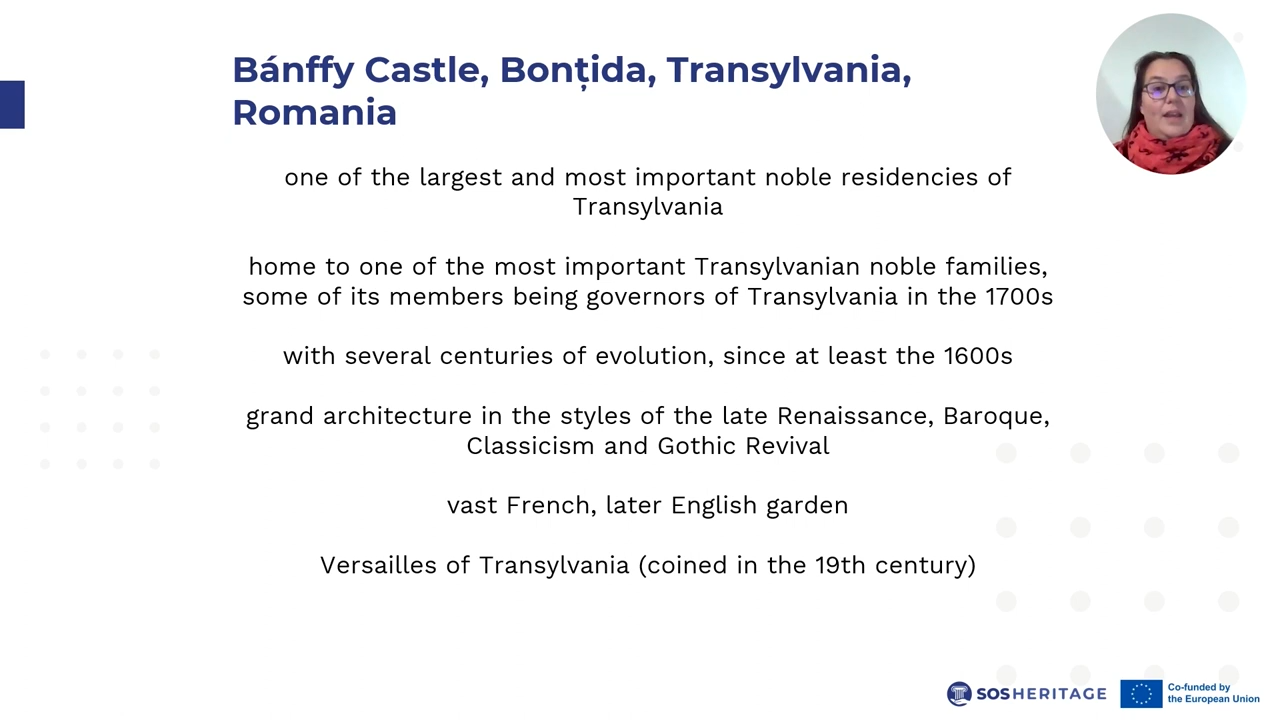 Bánffy Castle, Bonțida, Transylvania,
Romania
one of the largest and most important noble residencies of
Transylvania
home to one of the most important Transylvanian noble families,
some of its members being governors of Transylvania in the 1700s
with several centuries of evolution, since at least the 1600s
grand architecture in the styles of the late Renaissance, Baroque,
Classicism and Gothic Revival
vast French, later English garden
Versailles of Transylvania (coined in the 19th century)
SOSHERITAGE
Co-funded by
the European Union